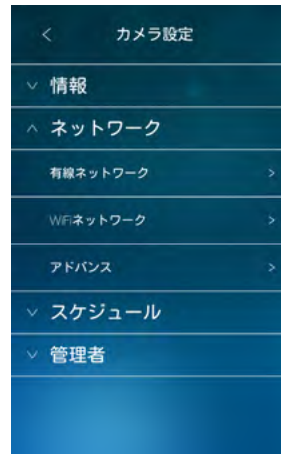 カメラ設定
情報
ネットワーク
有線ネットワーク
WiFiネットワーク
アドバンス
スケジュール
管理者